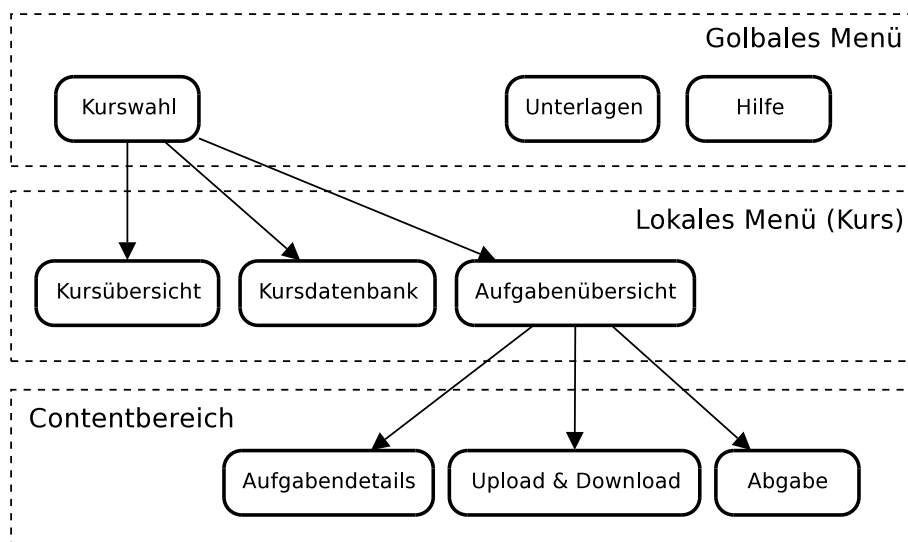 Golbales Menü
Kurswahl
Unterlagen
Hilfe
Lokales Menü (Kurs)
Kursübersicht
Kursdatenbank
Aufgabenübersicht
Contentbereich
Aufgabendetails
Upload & Download
Abgabe